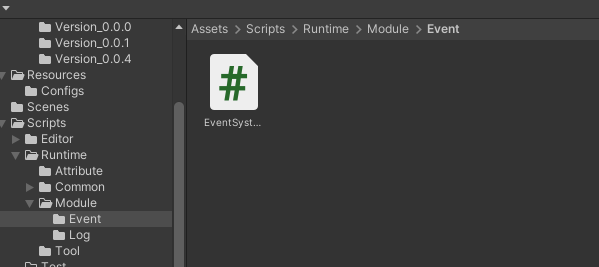 Version_0.0.0
Version_0.0.1
Version_0.0.4
Resources
Configs
Scenes
Scripts
Editor
Runtime
Attribute
Common
Module
Event
Log
Tool
Test
Assets > Scripts > Runtime > Module > Event
#
EventSyst...